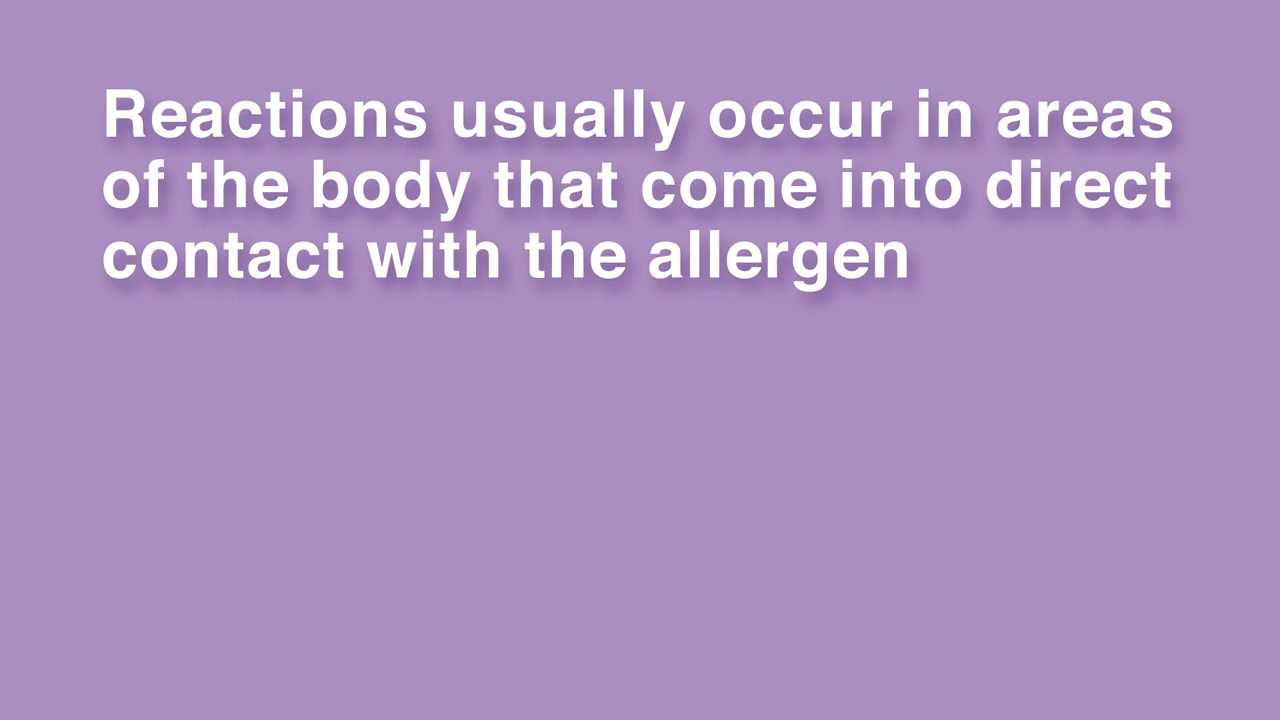 Reactions usually occur in areas
of the body that come into direct
contact with the allergen